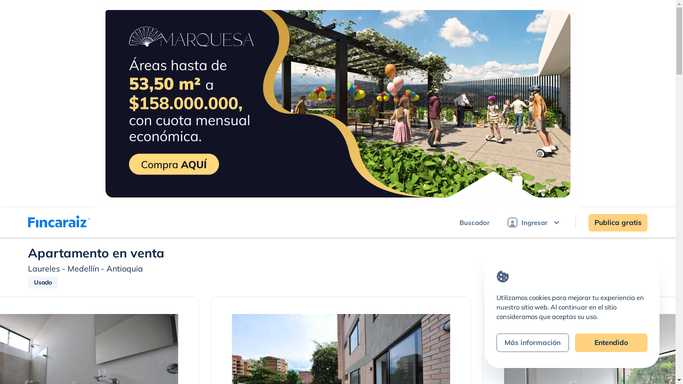 MARQUESA
Áreas hasta de
53,50 m² a
$158.000.000,
con cuota mensual
económica.
Compra AQUÍ
Fincaraiz
Buscador
Ingresar
Publica gratis
Apartamento en venta
Laureles - Medellín - Antioquia
Usado
Utilizamos cookies para mejorar tu experiencia en
nuestro sitio web. Al continuar en el sitio
consideramos que aceptas su uso.
Más información
Entendido